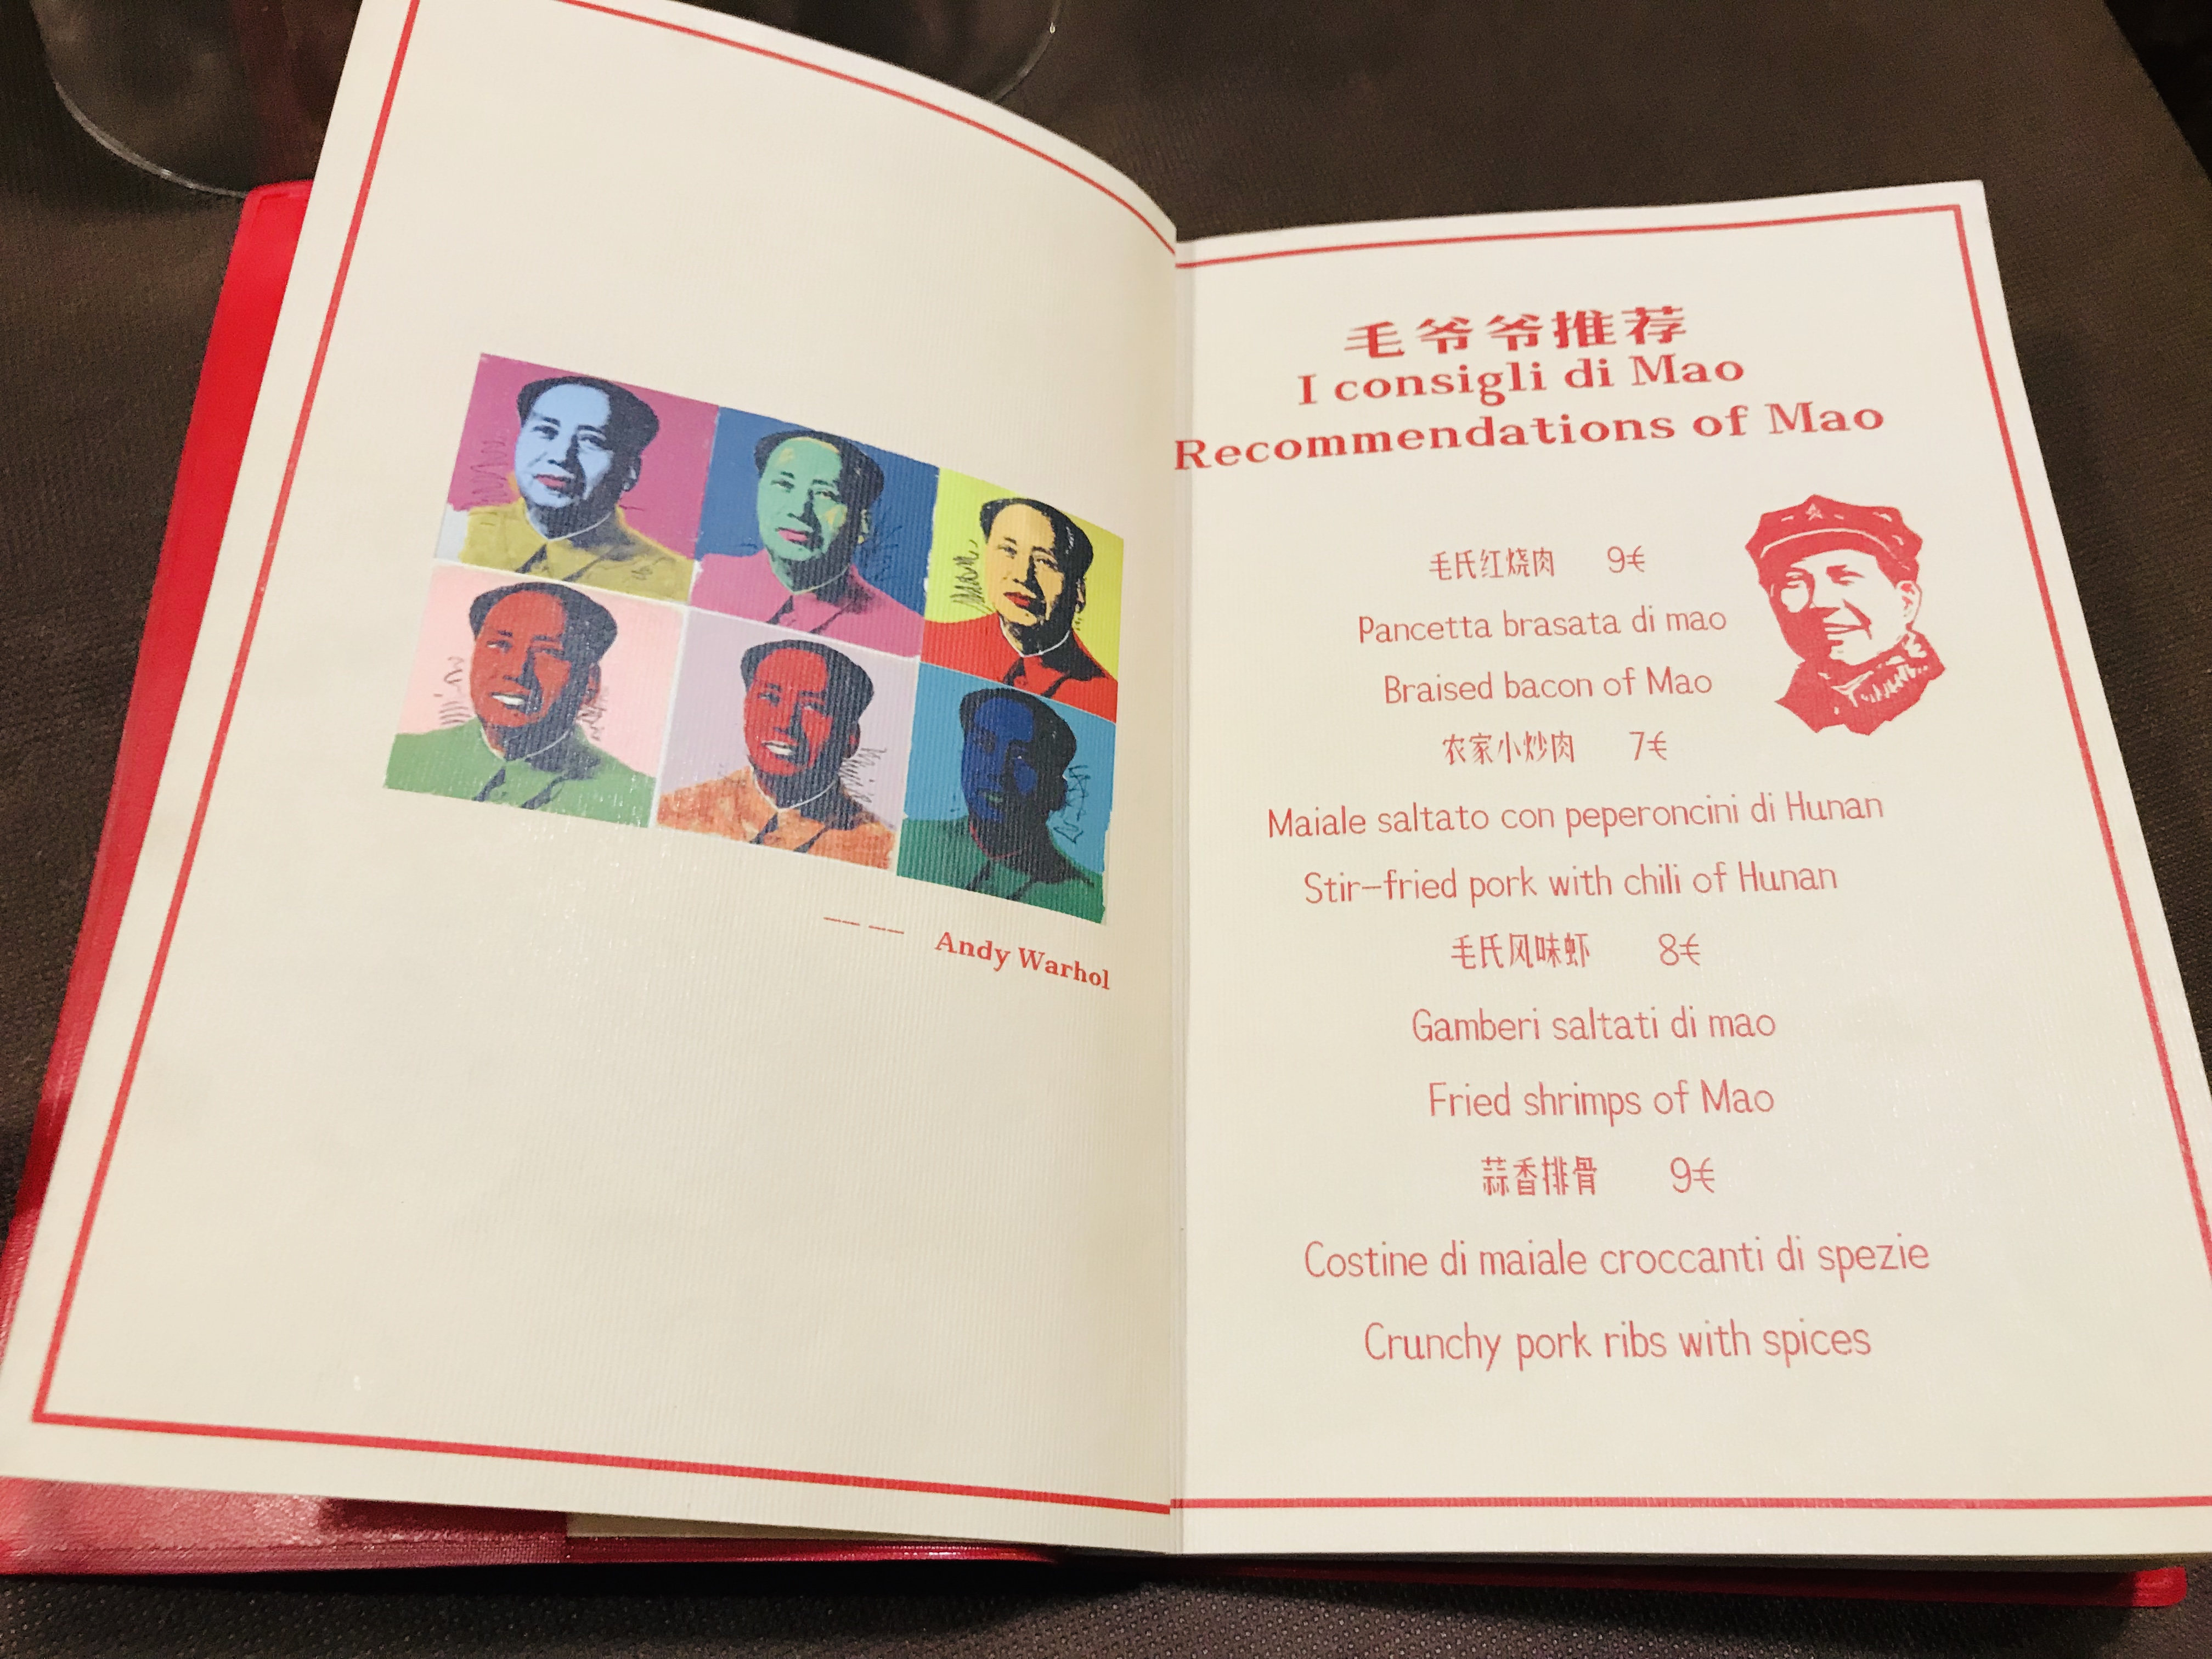 —— —— Andy Warhol
毛爷爷推荐
I consigli di Mao
Recommendations of Mao
毛氏红烧肉 9€
Pancetta brasata di mao
Braised bacon of Mao
农家小炒肉 7€
Maiale saltato con peperoncini di Hunan
Stir-fried pork with chili of Hunan
毛氏风味虾 8€
Gamberi saltati di mao
Fried shrimps of Mao
蒜香排骨 9€
Costine di maiale croccanti di spezie
Crunchy pork ribs with spices